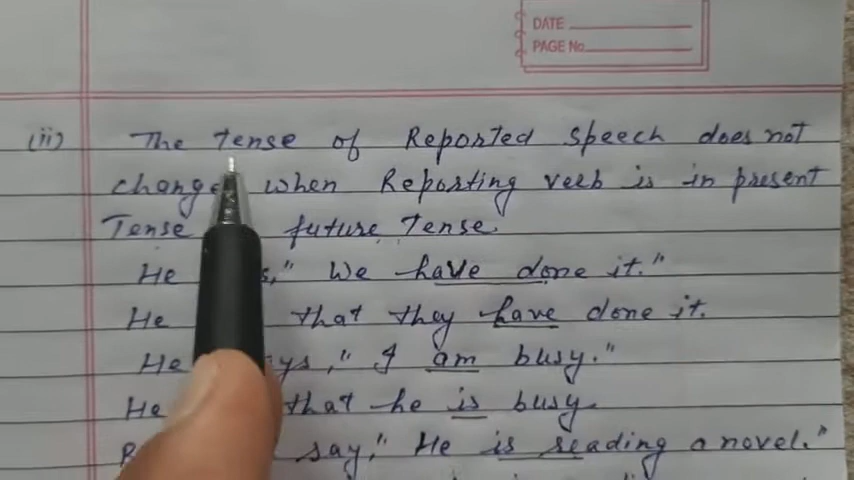 DATE
PAGE No.
(ii) The tense of Reported speech does not
change when Reporting verb is in present
Tense future Tense.
He " We have done it."
He that they have done it.
He " I am busy."
He that he is busy.
say," He is reading a novel."